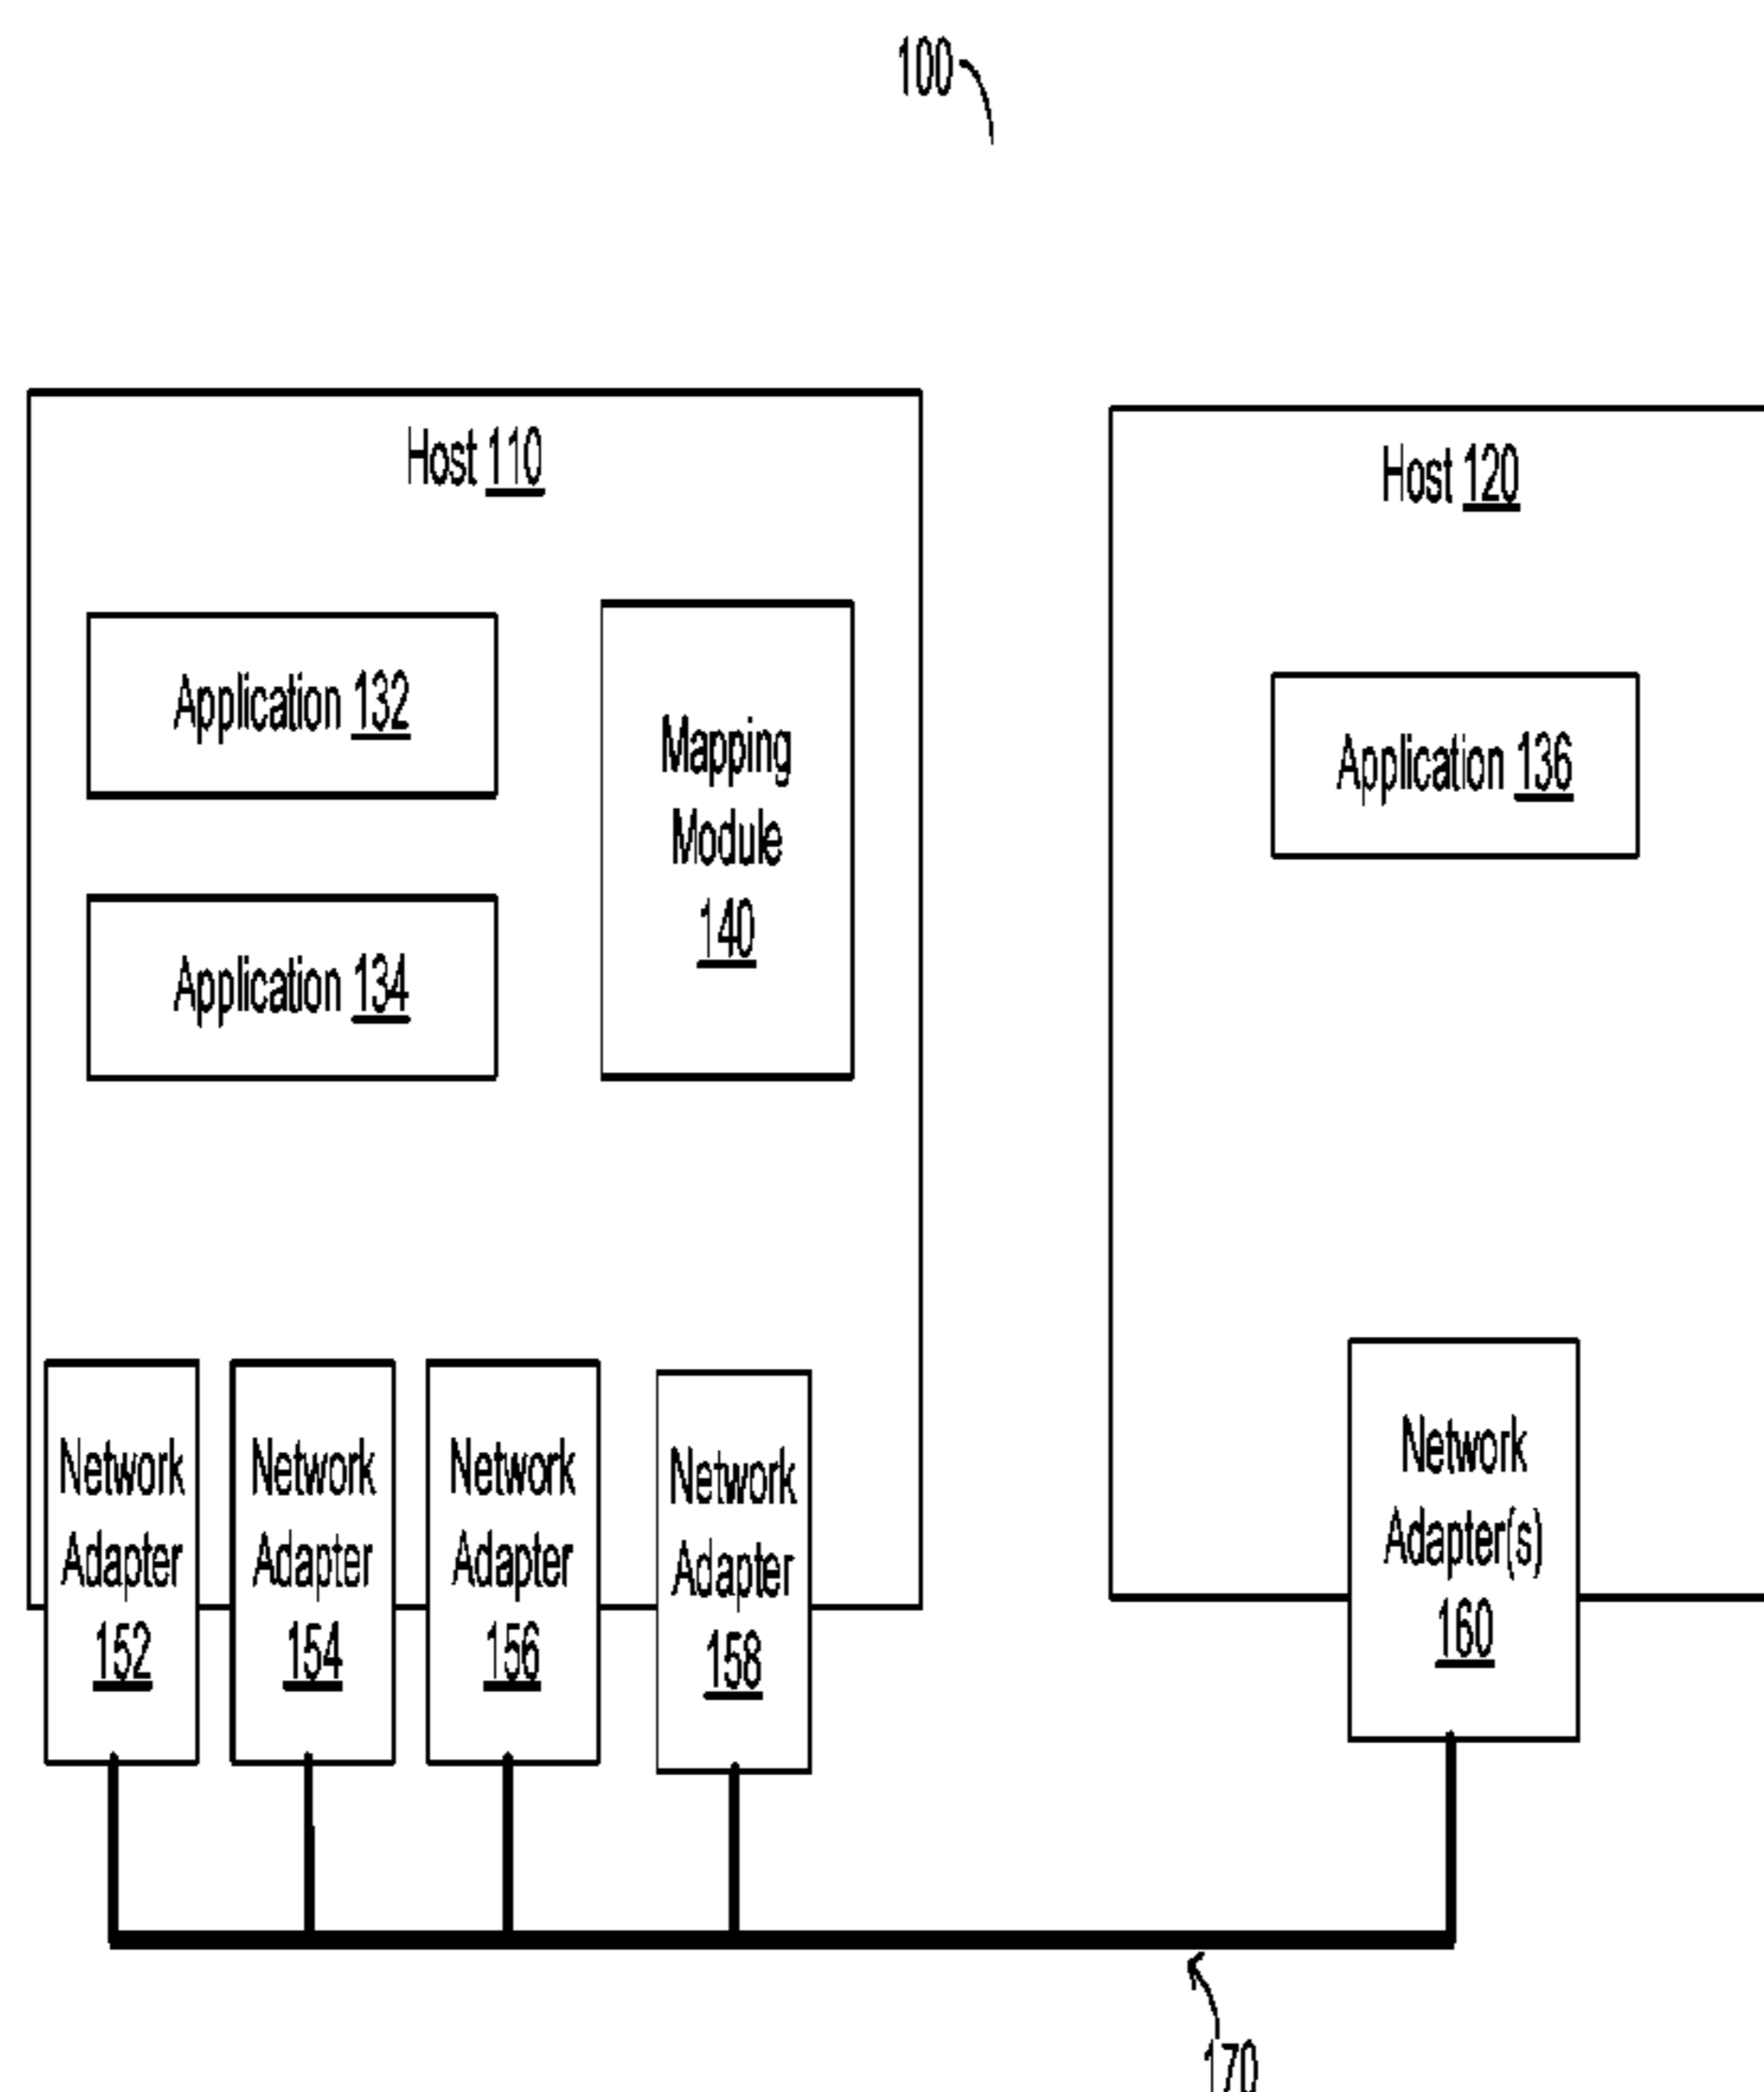 100
Host 110
Application 132
Application 134
Mapping
Module
140
Network
Adapter
152
Network
Adapter
154
Network
Adapter
156
Network
Adapter
158
Host 120
Application 136
Network
Adapter(s)
160
170